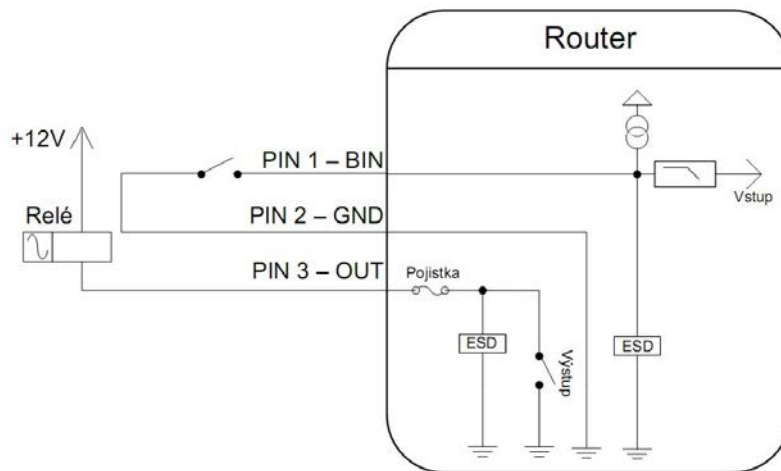 Router
+12V
PIN 1 – BIN
Vstup
Relé
PIN 2 – GND
PIN 3 – OUT
Pojistka
ESD
Výstup
ESD